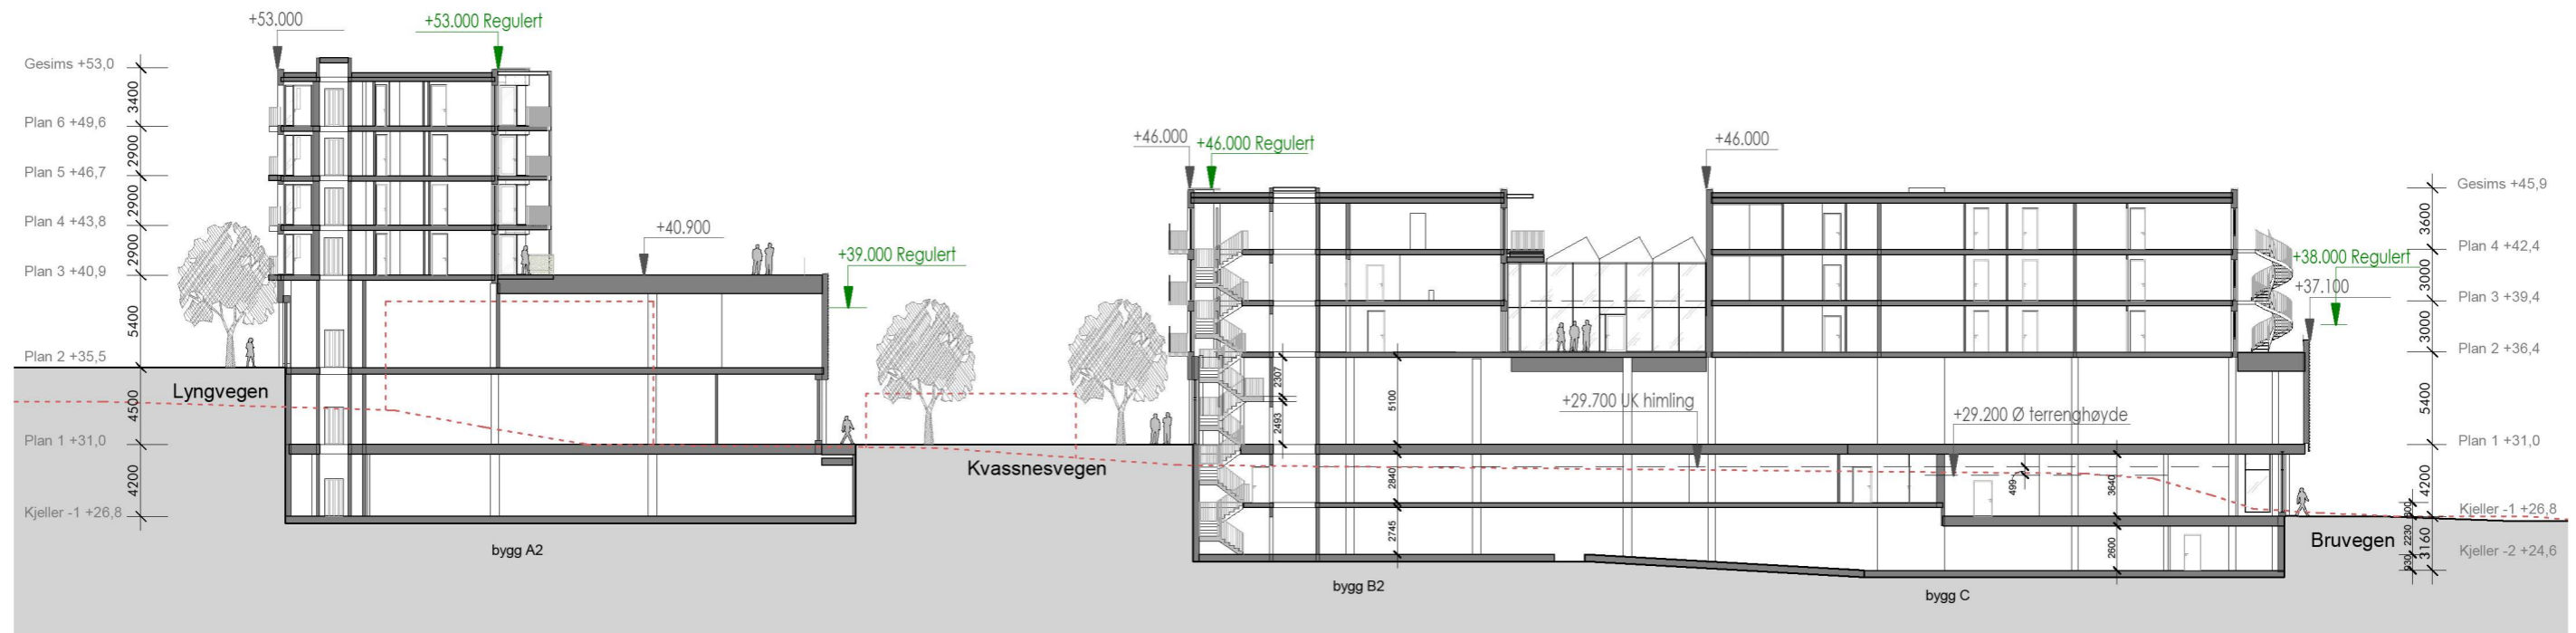 +53.000
+53.000 Regulert
Gesims +53,0
3400
Plan 6 +49,6
2900
Plan 5 +46,7
2900
Plan 4 +43,8
2900
Plan 3 +40,9
5400
Plan 2 +35,5
4500
Plan 1 +31,0
4200
Kjeller -1 +26,8
Lyngvegen
+40.900
+39.000 Regulert
bygg A2
Kvassnesvegen
+46.000
+46.000 Regulert
+46.000
2307
2493
5100
2840
2745
+29.700 UK himling
+29.200 Ø terrenghøyde
499
3640
2600
bygg B2
bygg C
+38.000 Regulert
+37.100
Bruvegen
Gesims +45,9
3600
Plan 4 +42,4
3000
Plan 3 +39,4
3000
Plan 2 +36,4
5400
Plan 1 +31,0
4200
Kjeller -1 +26,8
2230
3160
930
Kjeller -2 +24,6